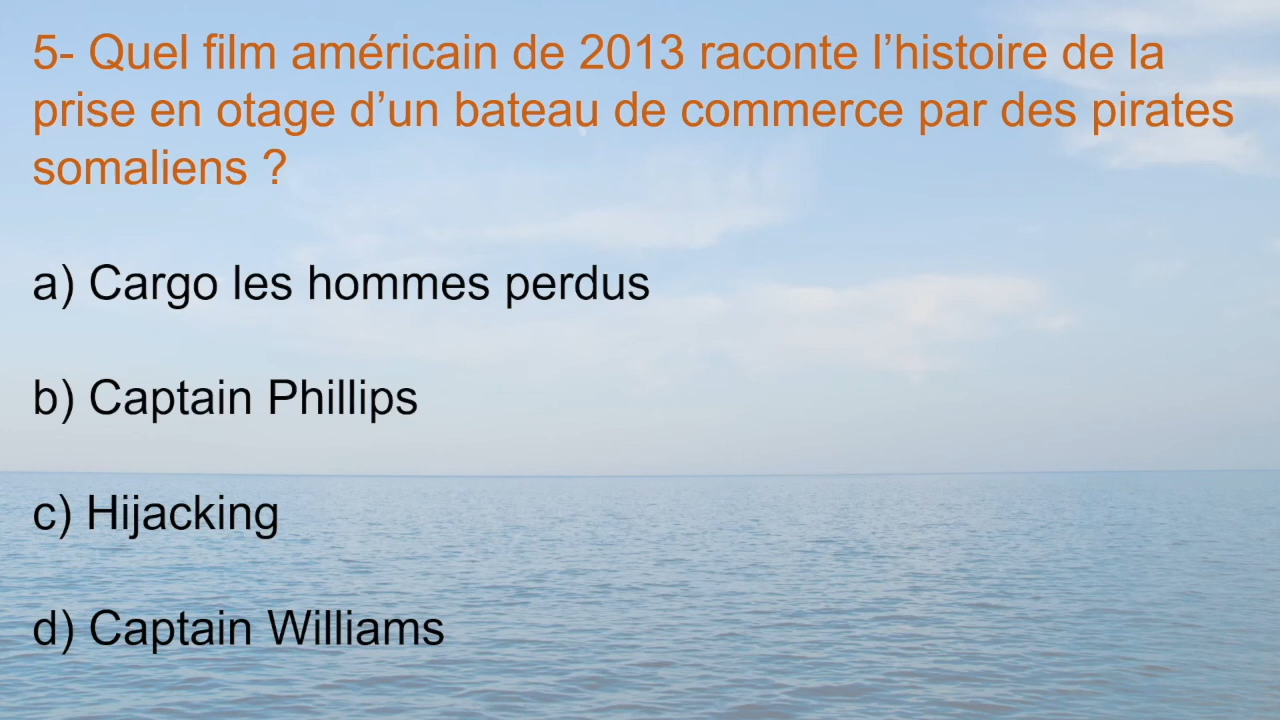 5- Quel film américain de 2013 raconte l’histoire de la
prise en otage d’un bateau de commerce par des pirates
somaliens ?
a) Cargo les hommes perdus
b) Captain Phillips
c) Hijacking
d) Captain Williams